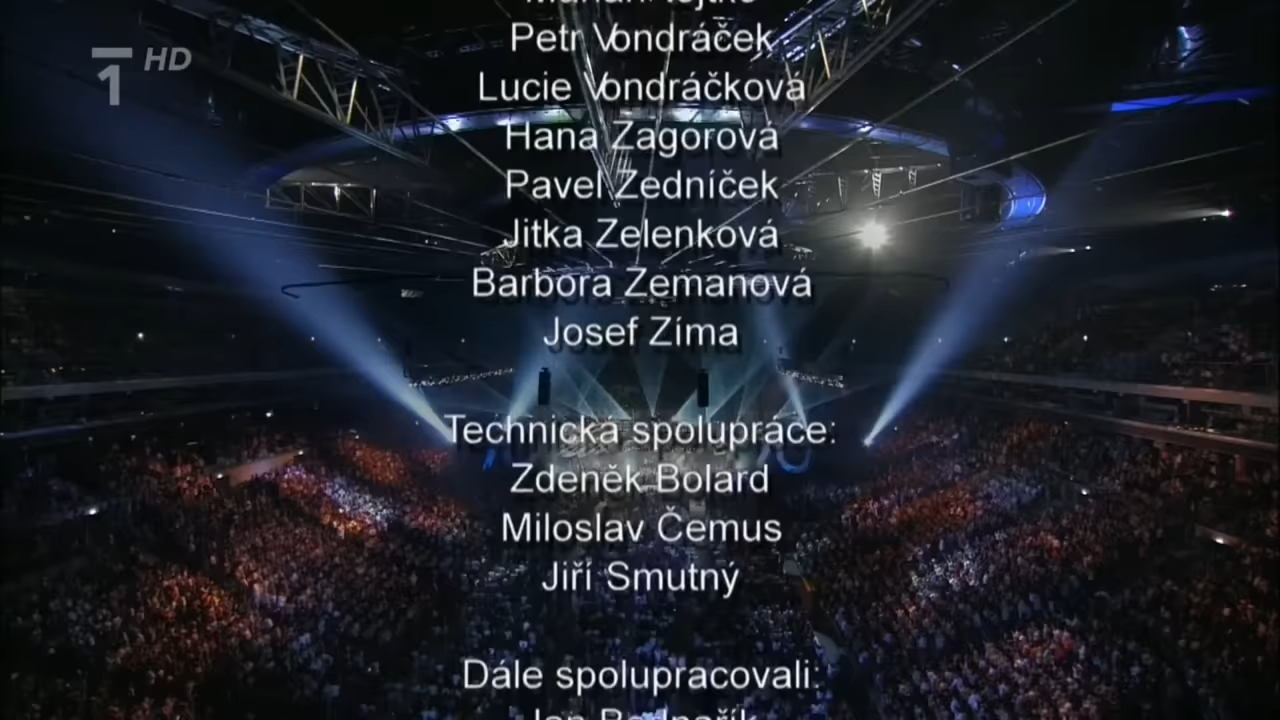 1 HD
Petr Vondráček
Lucie Vondráčková
Hana Zagorová
Pavel Zedníček
Jitka Zelenková
Barbora Zemanová
Josef Zíma
Technická spolupráce:
Zdeněk Bolard
Miloslav Čemus
Jiří Smutný
Dále spolupracovali:
Jan